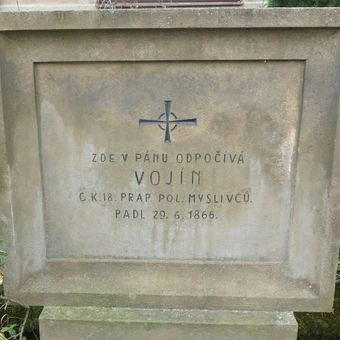 ZDE V PÁNU ODPOČÍVÁ
VOJÍN
C.K.18. PRAP. POL. MYSLIVCŮ.
PADL 29. 6. 1866.